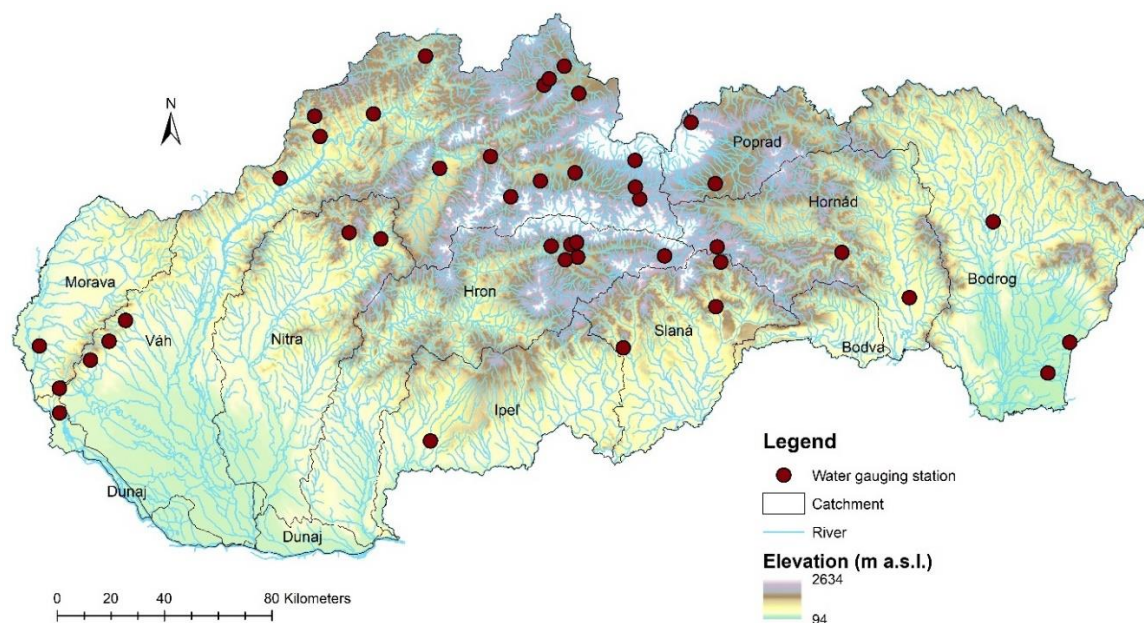 N
Poprad
Hornád
Morava
Bodrog
Hron
Váh
Nitra
Slaná
Bodva
Ipeľ
Dunaj
Dunaj
Legend
Water gauging station
Catchment
River
Elevation (m a.s.l.)
2634
94
0 20 40 80 Kilometers